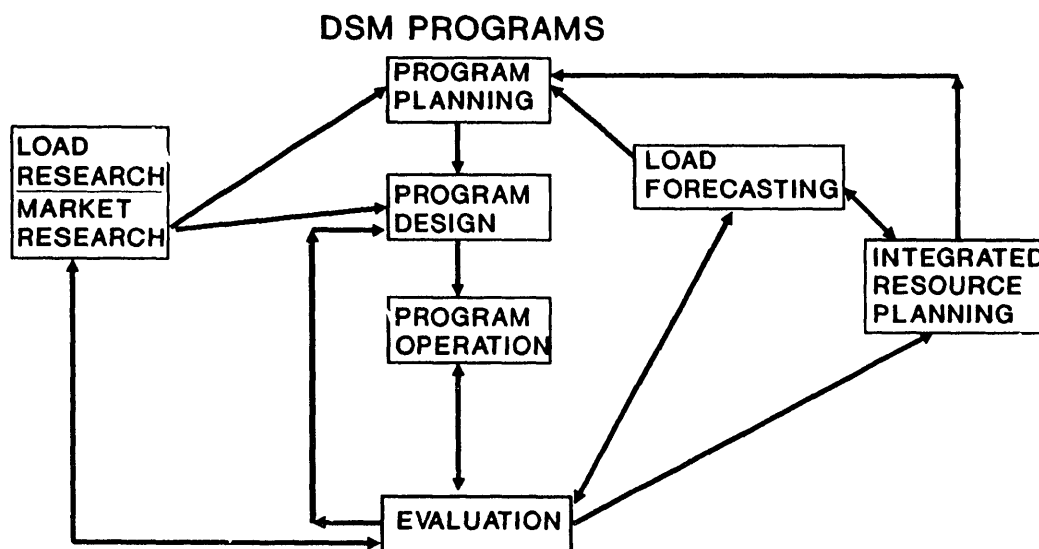 DSM PROGRAMS
PROGRAM
PLANNING
LOAD
RESEARCH
MARKET
RESEARCH
LOAD
FORECASTING
PROGRAM
DESIGN
INTEGRATED
RESOURCE
PLANNING
PROGRAM
OPERATION
EVALUATION